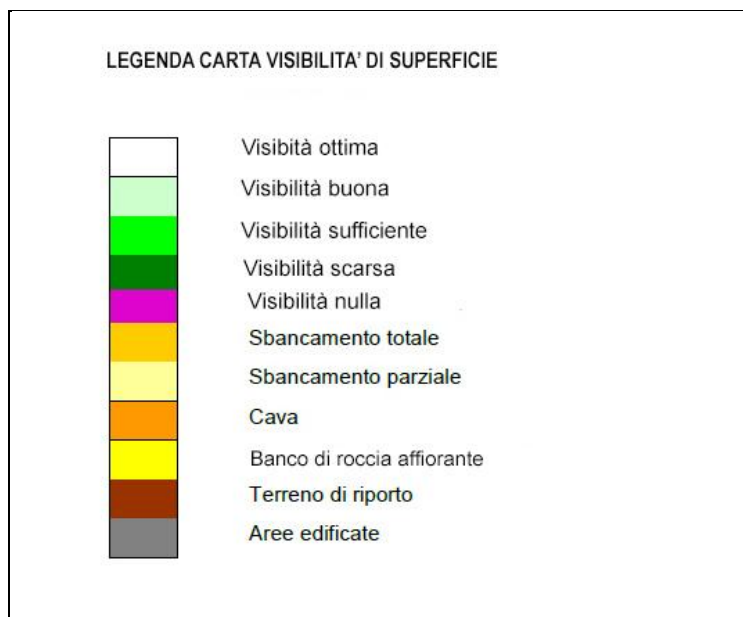 LEGENDA CARTA VISIBILITA' DI SUPERFICIE
Visibità ottima
Visibilità buona
Visibilità sufficiente
Visibilità scarsa
Visibilità nulla
Sbancamento totale
Sbancamento parziale
Cava
Banco di roccia affiorante
Terreno di riporto
Aree edificate